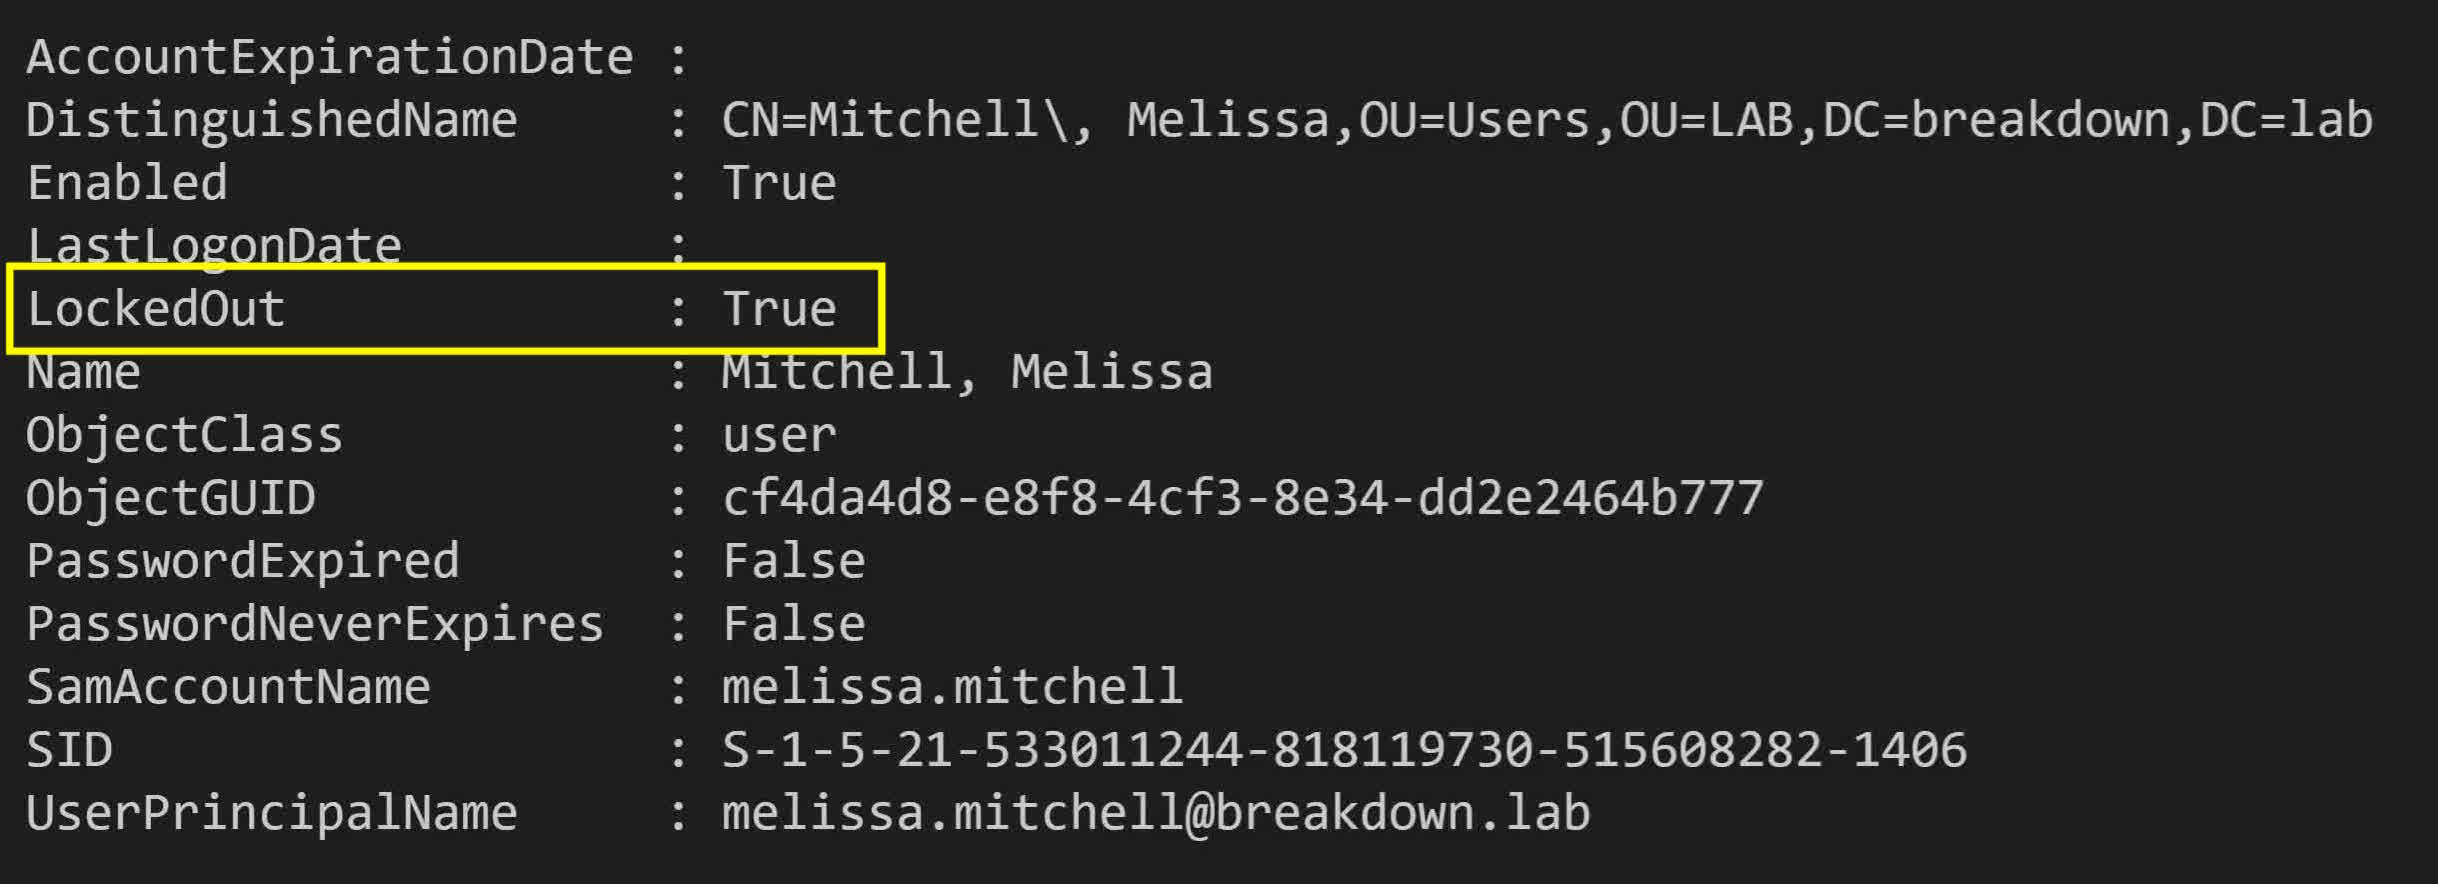 AccountExpirationDate :
DistinguishedName : CN=Mitchell\, Melissa,OU=Users,OU=LAB,DC=breakdown,DC=lab
Enabled : True
LastLogonDate :
LockedOut : True
Name : Mitchell, Melissa
ObjectClass : user
ObjectGUID : cf4da4d8-e8f8-4cf3-8e34-dd2e2464b777
PasswordExpired : False
PasswordNeverExpires : False
SamAccountName : melissa.mitchell
SID : S-1-5-21-533011244-818119730-515608282-1406
UserPrincipalName : melissa.mitchell@breakdown.lab